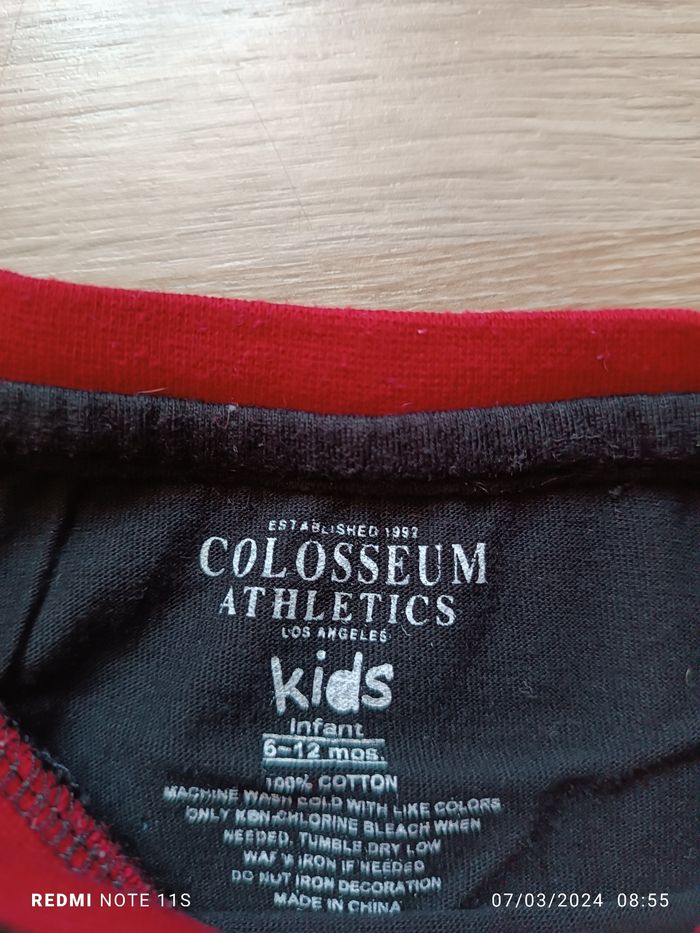 ESTABLISHED 1992
COLOSSEUM
ATHLETICS
LOS ANGELES
kids
Infant
6-12 mos.
100% COTTON
MACHINE WASH COLD WITH LIKE COLORS
ONLY NON-CHLORINE BLEACH WHEN
NEEDED. TUMBLE DRY LOW
WARM IRON IF NEEDED
DO NOT IRON DECORATION
MADE IN CHINA
REDMI NOTE 11S
07/03/2024 08:55